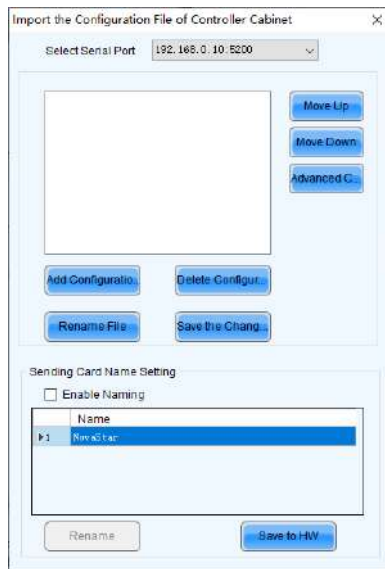 Import the Configuration File of Controller Cabinet
Select Serial Port 192.168.0.10:5200
Move Up
Move Down
Advanced C...
Add Configuratio...
Delete Configur...
Rename File
Save the Chang...
Sending Card Name Setting
Enable Naming
Name
1 NovaStar
Rename
Save to HW